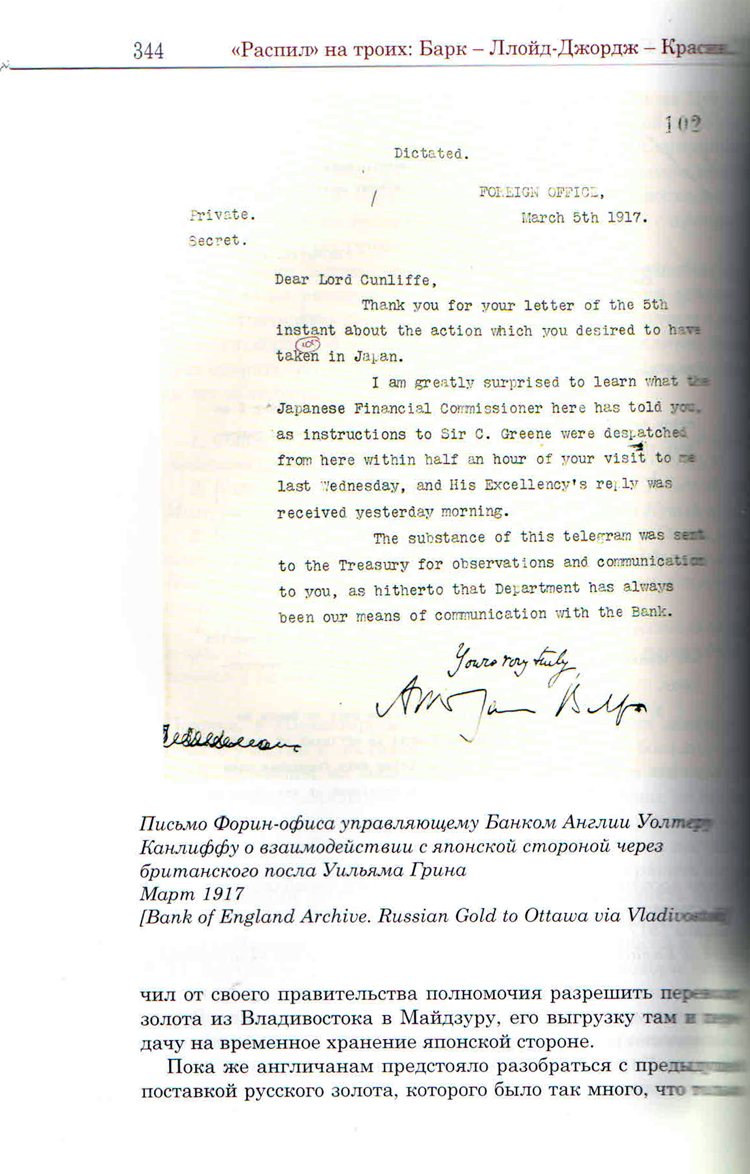 344 «Распил» на троих: Барк – Ллойд-Джордж –
102
Dictated.
FOREIGN OFFICE,
Private. March 5th 1917.
Secret.
Dear Lord Cunliffe,
Thank you for your letter of the 5th
instant about the action which you desired to have
taken in Japan.
I am greatly surprised to learn what the
Japanese Financial Commissioner here has told you,
as instructions to Sir C. Greene were despatched
from here within half an hour of your visit to me
last Wednesday, and His Excellency's reply was
received yesterday morning.
The substance of this telegram was sent
to the Treasury for observations and communication
to you, as hitherto that Department has always
been our means of communication with the Bank.
Yours very truly,
Письмо Форин-офиса управляющему Банком Англии Уолтеру
Канлиффу о взаимодействии с японской стороной через
британского посла Уильяма Грина
Март 1917
[Bank of England Archive. Russian Gold to Ottawa via
чил от своего правительства полномочия разрешить
золота из Владивостока в Майдзуру, его выгрузку там и
дачу на временное хранение японской стороне.
Пока же англичанам предстояло разобраться с
поставкой русского золота, которого было так много, что